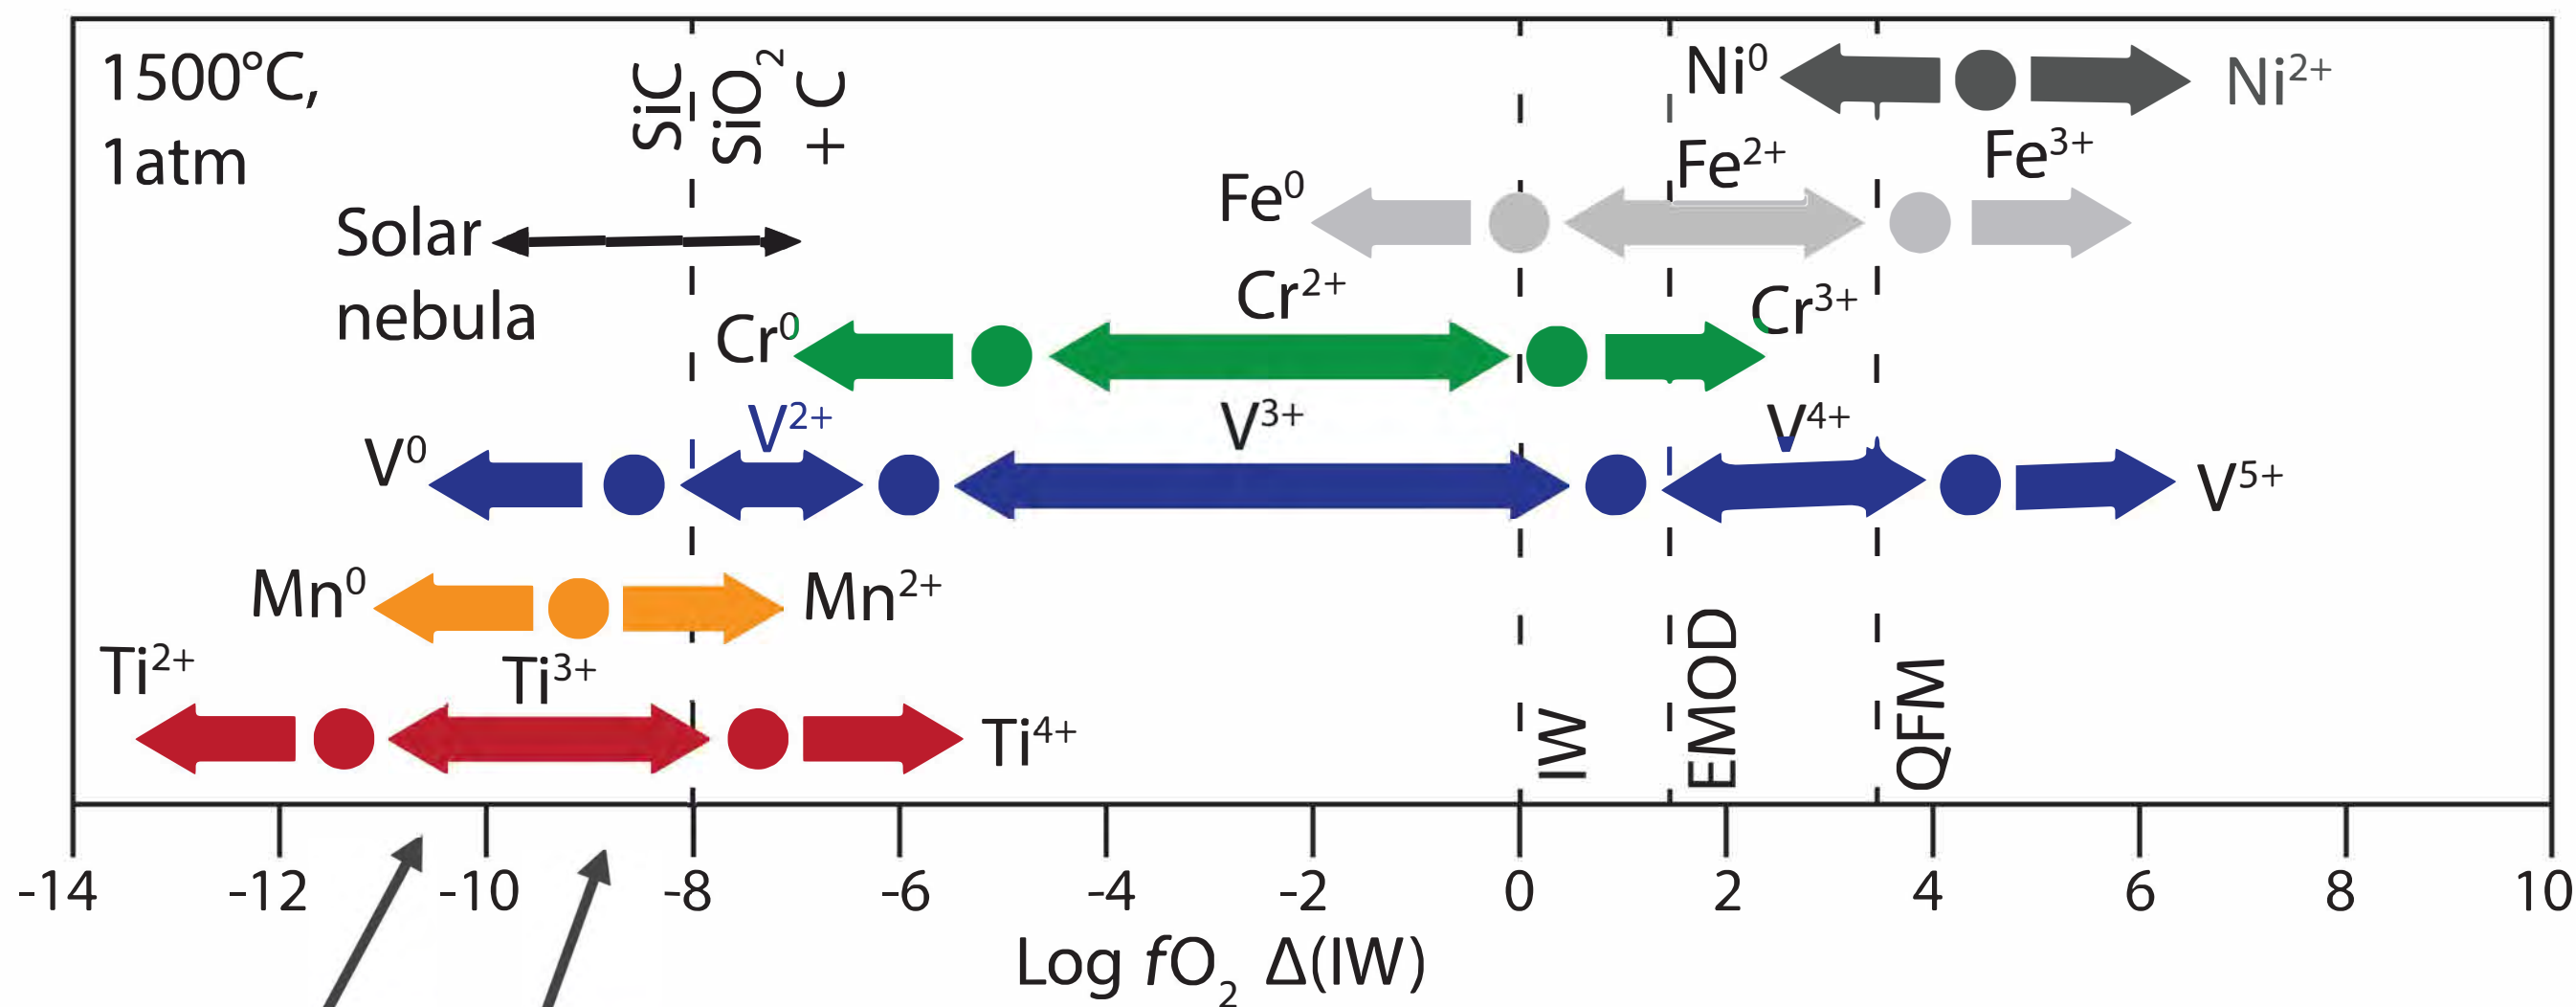 1500°C,
1atm
SiC
SiO₂
+ C
Ni⁰
Ni²⁺
Fe⁰
Fe²⁺
Fe³⁺
Solar
nebula
Cr⁰
Cr²⁺
Cr³⁺
V⁰
V²⁺
V³⁺
V⁴⁺
V⁵⁺
Mn⁰
Mn²⁺
Ti²⁺
Ti³⁺
Ti⁴⁺
IW
EMOD
QFM
-14 -12 -10 -8 -6 -4 -2 0 2 4 6 8 10
Log fO₂ Δ(IW)